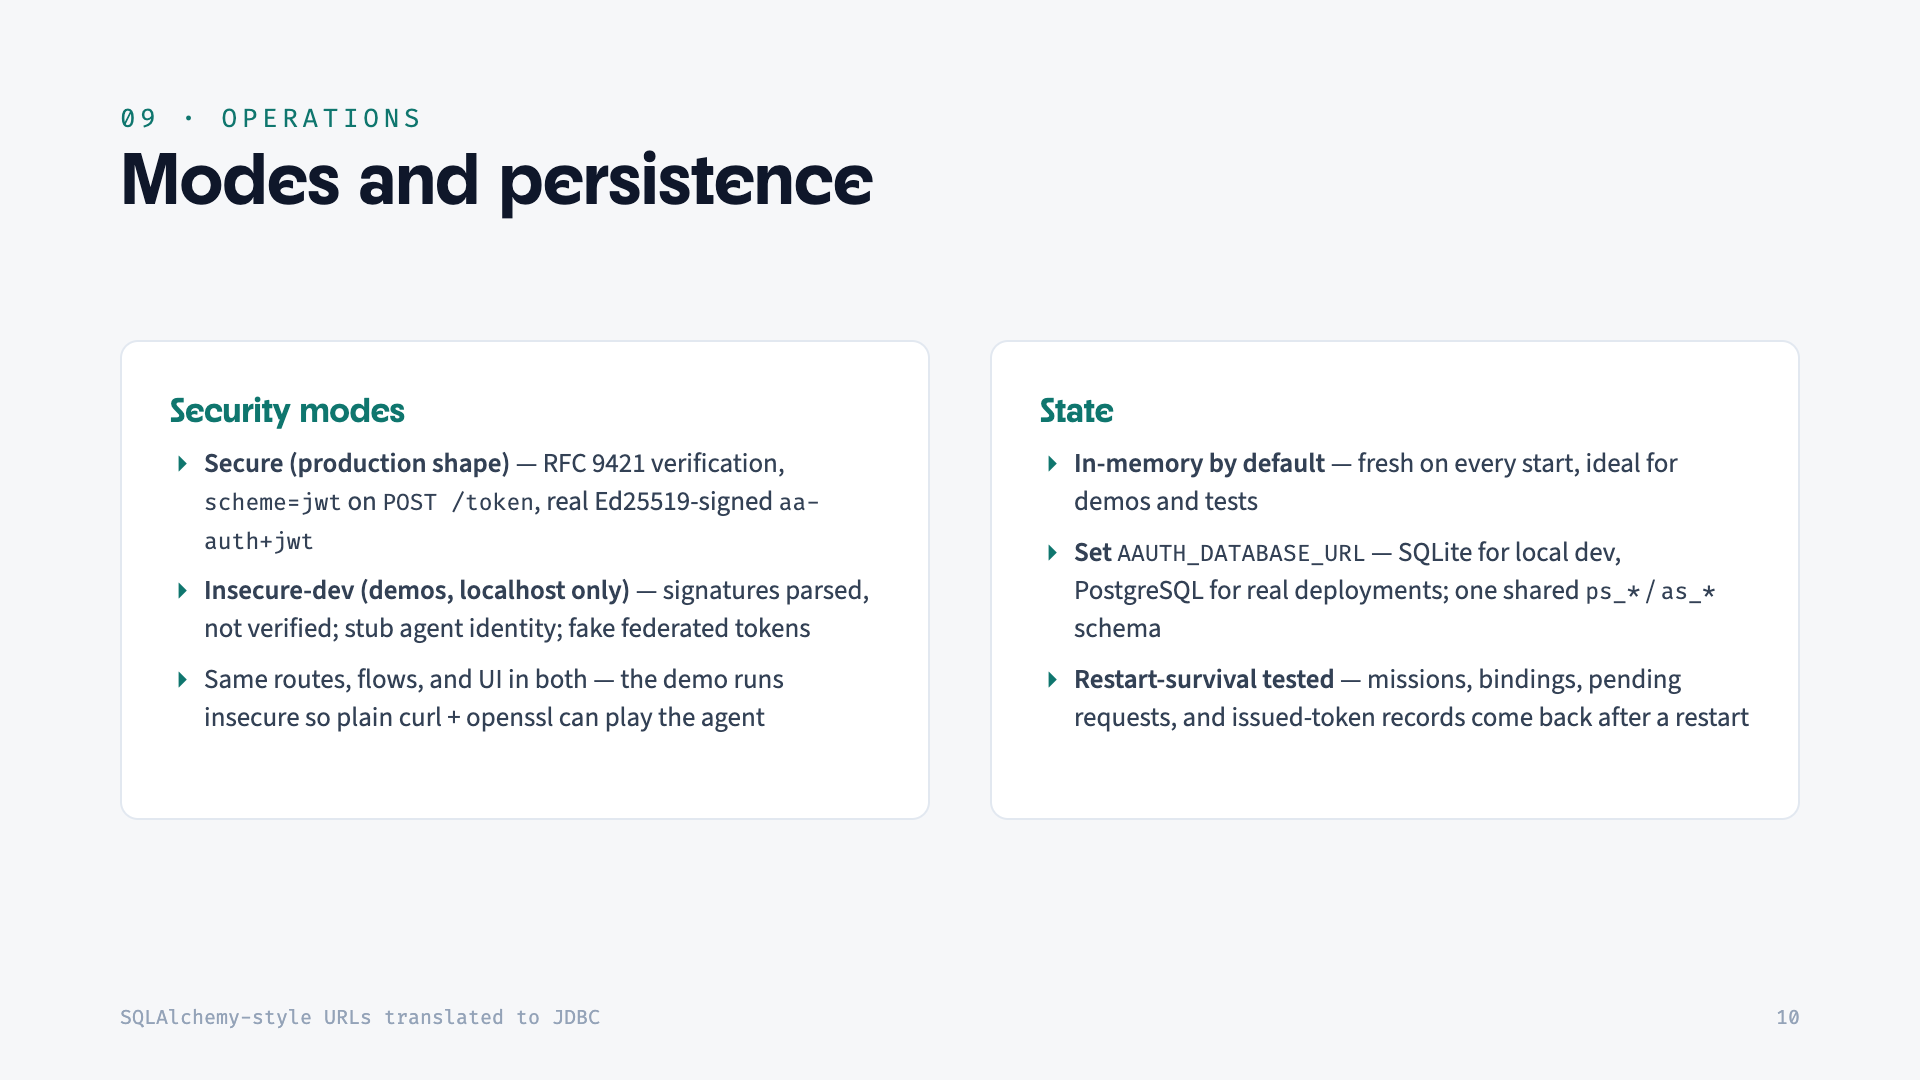 09 · OPERATIONS
Modes and persistence
Security modes
Secure (production shape) — RFC 9421 verification,
scheme=jwt on POST /token, real Ed25519-signed aa-
auth+jwt
Insecure-dev (demos, localhost only) — signatures parsed,
not verified; stub agent identity; fake federated tokens
Same routes, flows, and UI in both — the demo runs
insecure so plain curl + openssl can play the agent
State
In-memory by default — fresh on every start, ideal for
demos and tests
Set AAUTH_DATABASE_URL — SQLite for local dev,
PostgreSQL for real deployments; one shared ps_* / as_*
schema
Restart-survival tested — missions, bindings, pending
requests, and issued-token records come back after a restart
SQLAlchemy-style URLs translated to JDBC
10